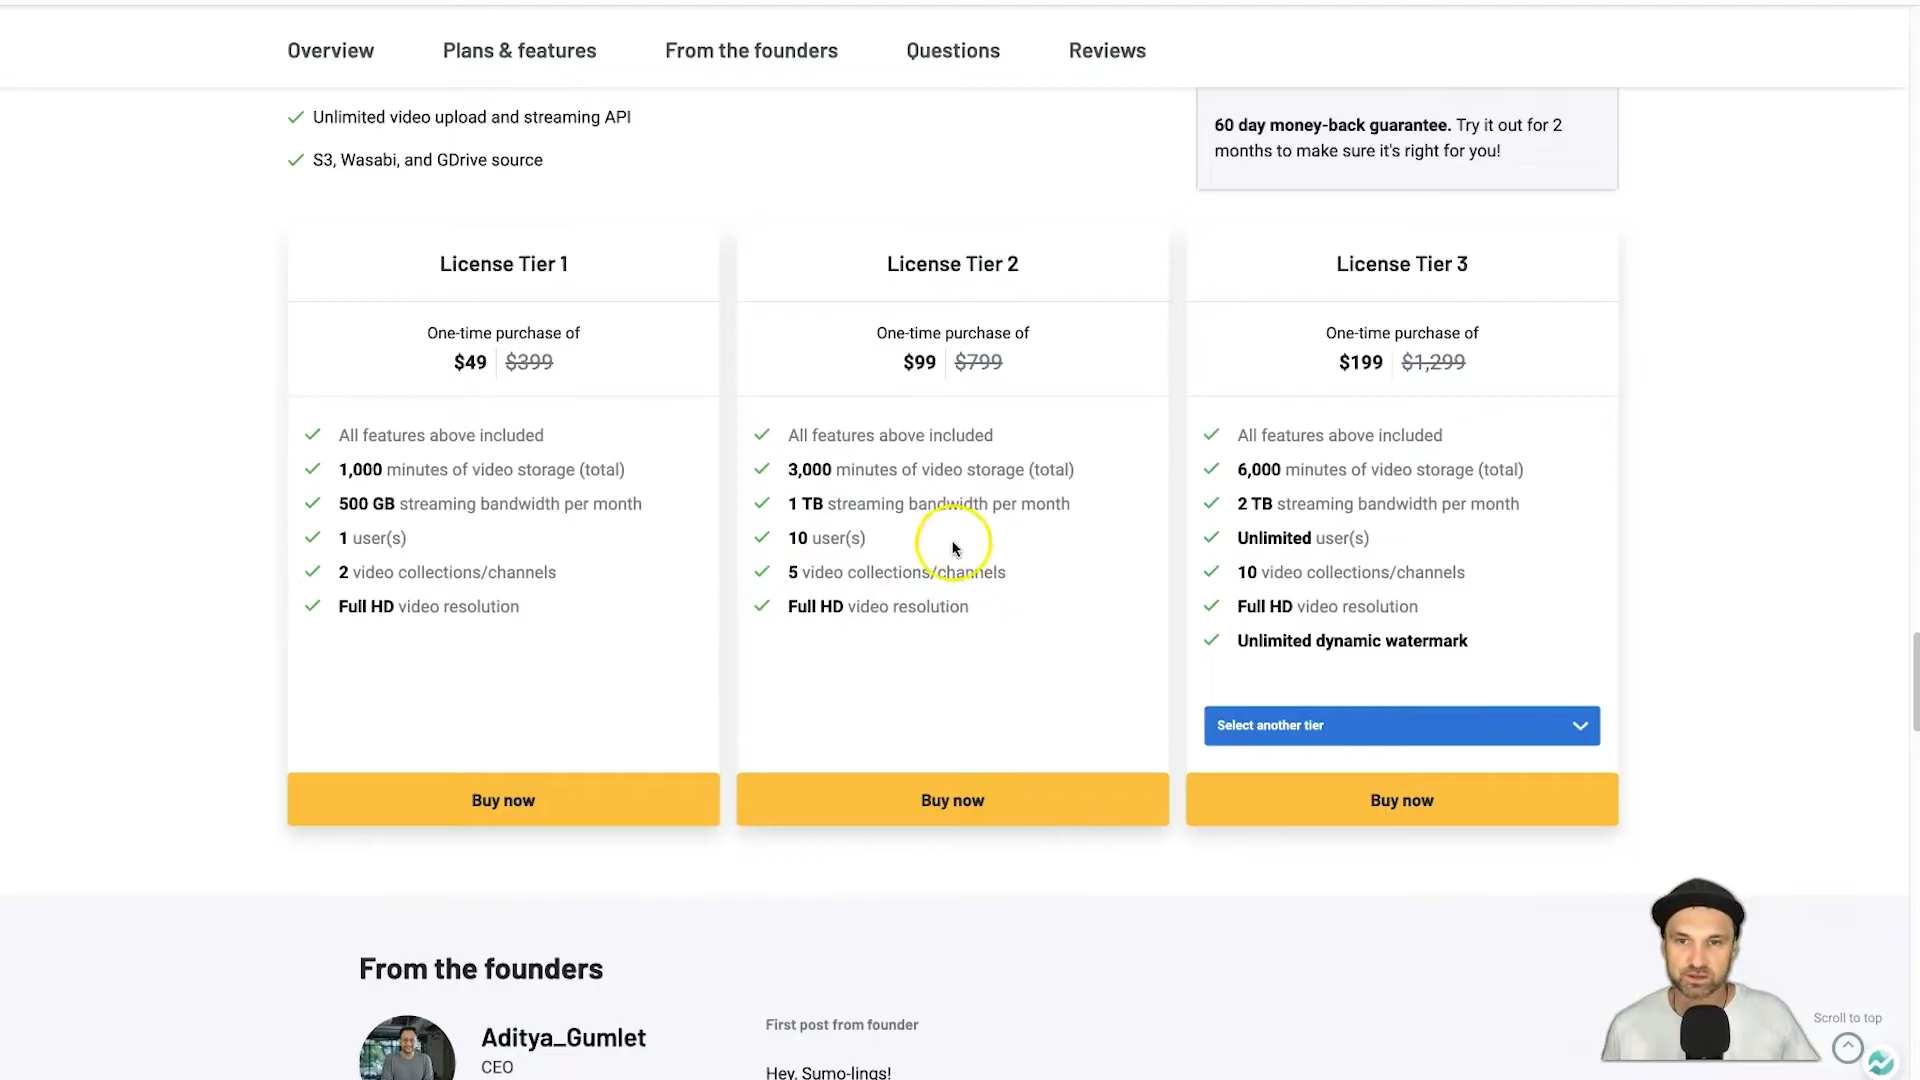 Overview
Plans & features
From the founders
Questions
Reviews
Unlimited video upload and streaming API
S3, Wasabi, and GDrive source
60 day money-back guarantee. Try it out for 2
months to make sure it's right for you!
License Tier 1
One-time purchase of
$49 $399
All features above included
1,000 minutes of video storage (total)
500 GB streaming bandwidth per month
1 user(s)
2 video collections/channels
Full HD video resolution
Buy now
License Tier 2
One-time purchase of
$99 $799
All features above included
3,000 minutes of video storage (total)
1 TB streaming bandwidth per month
10 user(s)
5 video collections/channels
Full HD video resolution
Buy now
License Tier 3
One-time purchase of
$199 $1,299
All features above included
6,000 minutes of video storage (total)
2 TB streaming bandwidth per month
Unlimited user(s)
10 video collections/channels
Full HD video resolution
Unlimited dynamic watermark
Select another tier
Buy now
From the founders
Aditya_Gumlet
CEO
First post from founder
Hey, Sumo-lings!
Scroll to top